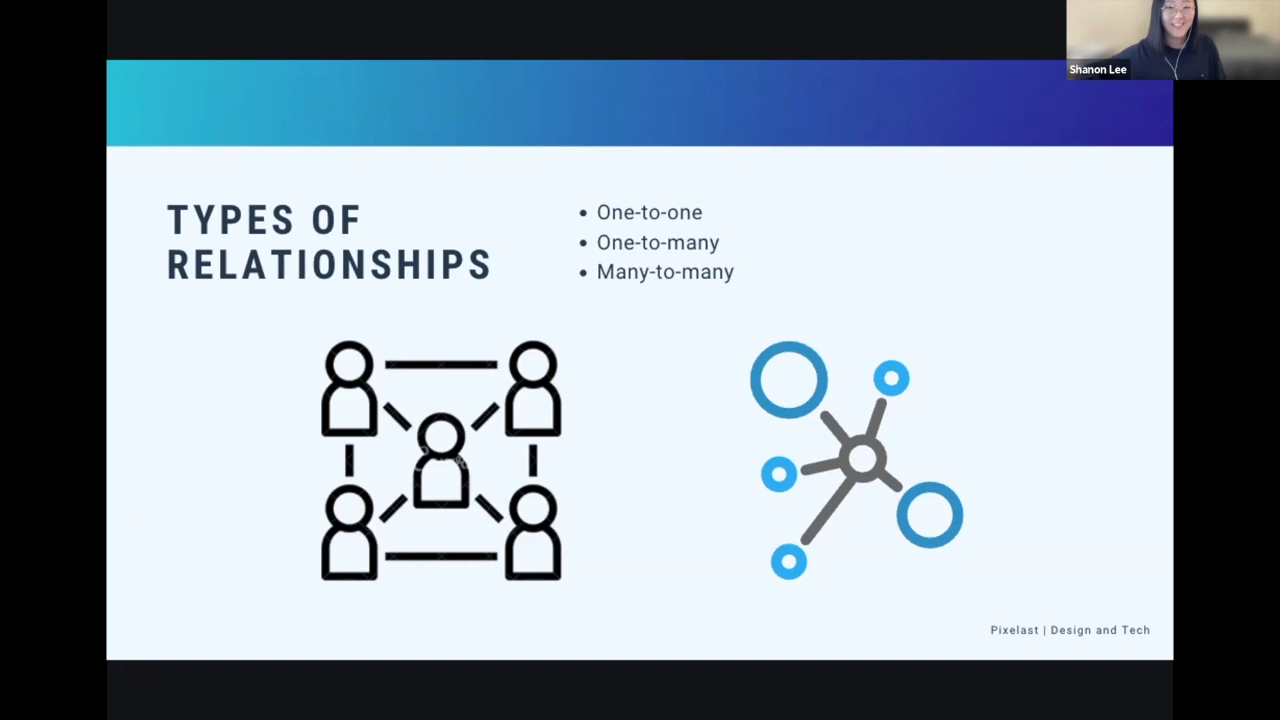 Shanon Lee
TYPES OF
RELATIONSHIPS
• One-to-one
• One-to-many
• Many-to-many
Pixelast | Design and Tech